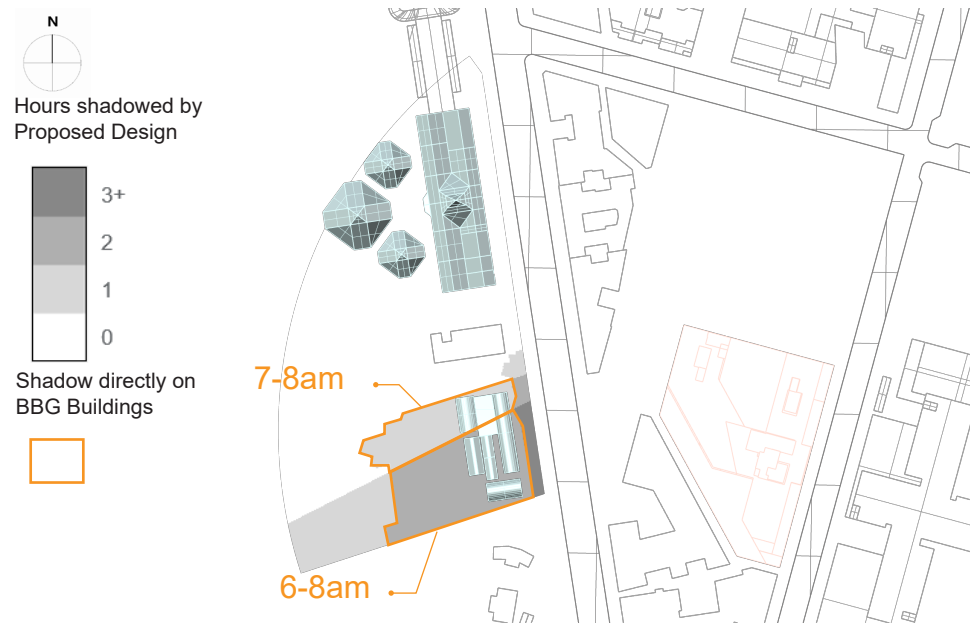 N
Hours shadowed by
Proposed Design
3+
2
1
0
Shadow directly on
BBG Buildings
7-8am
6-8am